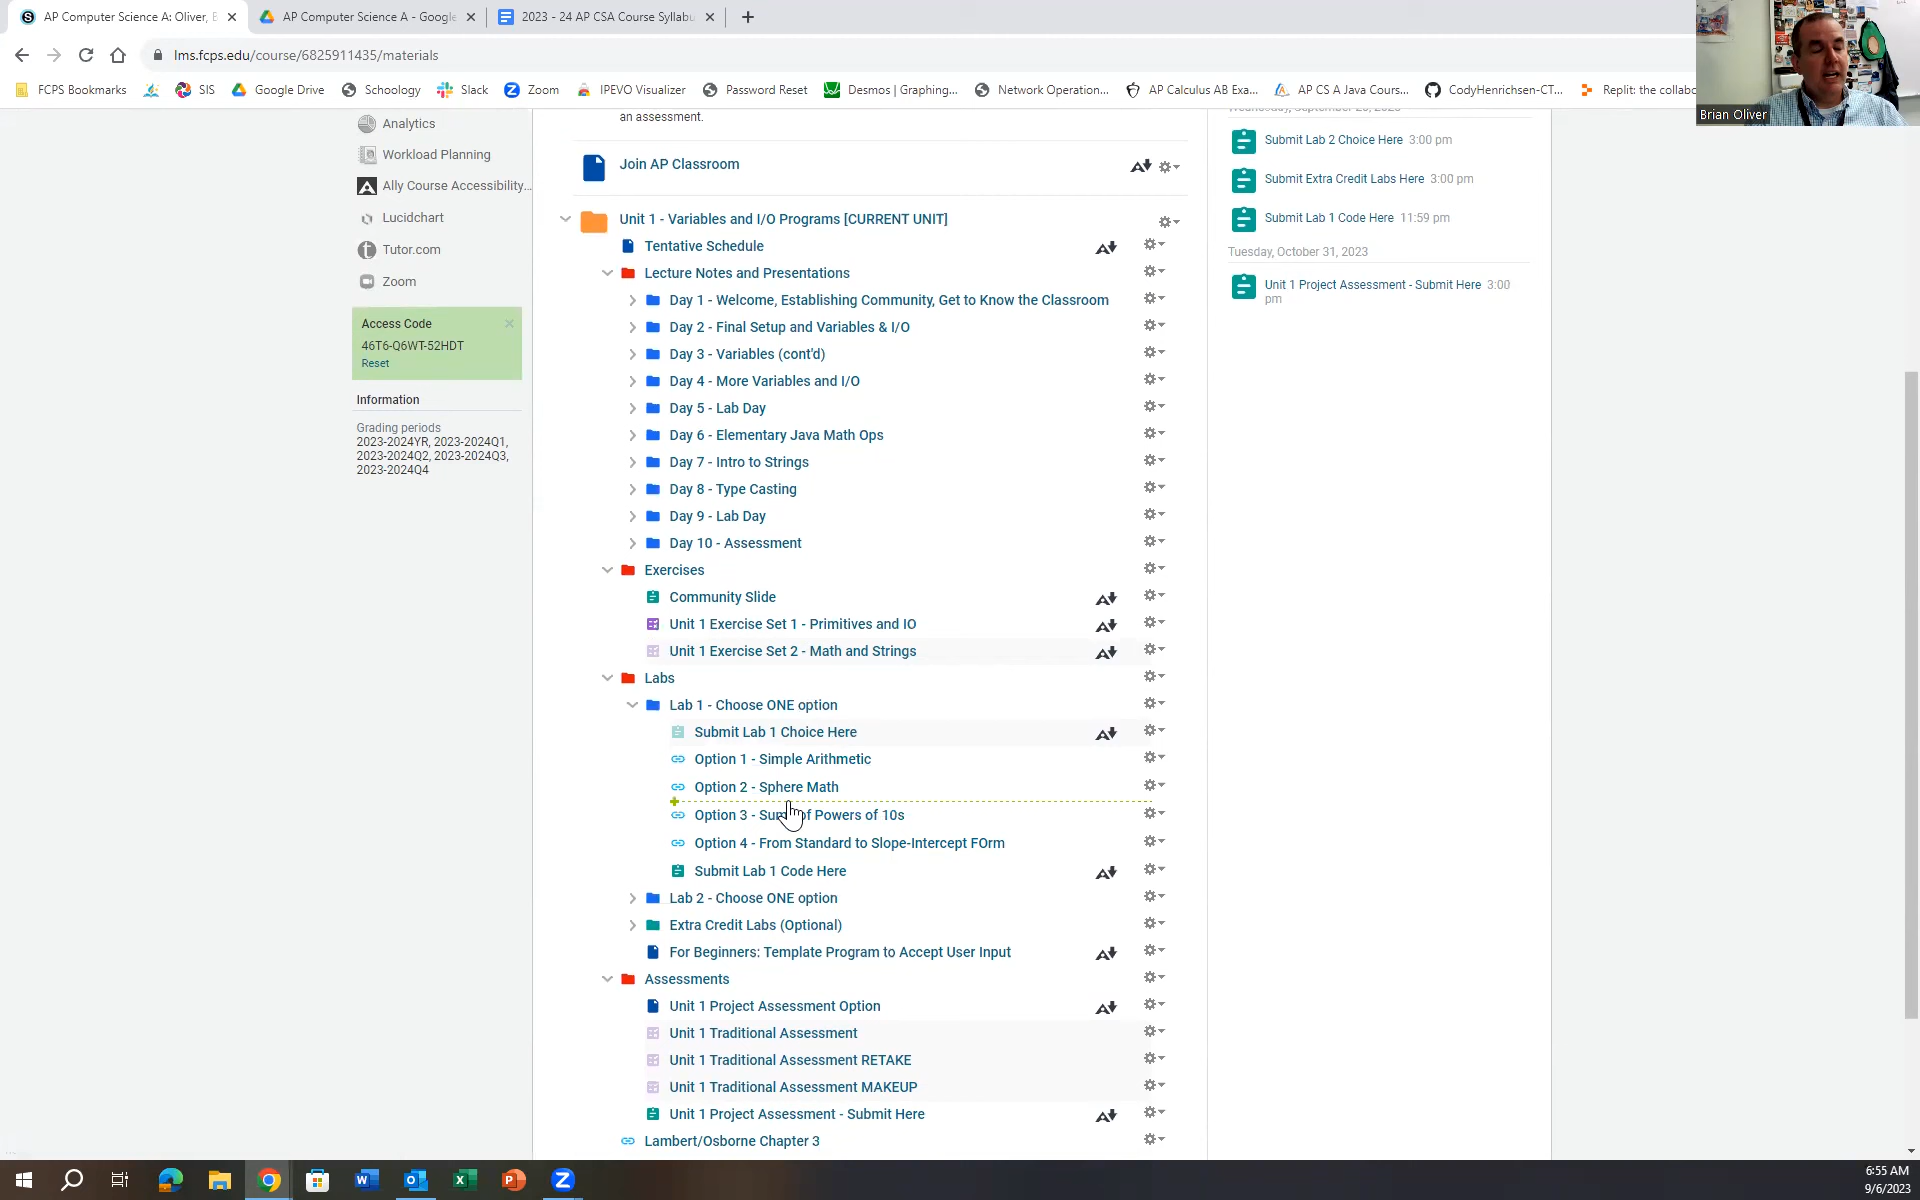 AP Computer Science A: Oliver, B
AP Computer Science A - Google
2023 - 24 AP CSA Course Syllabu
lms.fcps.edu/course/6825911435/materials
FCPS Bookmarks
SIS
Google Drive
Schoology
Slack
Zoom
IPEVO Visualizer
Password Reset
Desmos | Graphing...
Network Operation...
AP Calculus AB Exa...
AP CS A Java Cours...
CodyHenrichsen-CT...
Replit: the collabo
Brian Oliver
Analytics
Workload Planning
Ally Course Accessibility...
Lucidchart
Tutor.com
Zoom
Access Code
46T6-Q6WT-52HDT
Reset
Information
Grading periods
2023-2024YR, 2023-2024Q1,
2023-2024Q2, 2023-2024Q3,
2023-2024Q4
an assessment.
Join AP Classroom
Unit 1 - Variables and I/O Programs [CURRENT UNIT]
Tentative Schedule
Lecture Notes and Presentations
Day 1 - Welcome, Establishing Community, Get to Know the Classroom
Day 2 - Final Setup and Variables & I/O
Day 3 - Variables (cont'd)
Day 4 - More Variables and I/O
Day 5 - Lab Day
Day 6 - Elementary Java Math Ops
Day 7 - Intro to Strings
Day 8 - Type Casting
Day 9 - Lab Day
Day 10 - Assessment
Exercises
Community Slide
Unit 1 Exercise Set 1 - Primitives and IO
Unit 1 Exercise Set 2 - Math and Strings
Labs
Lab 1 - Choose ONE option
Submit Lab 1 Choice Here
Option 1 - Simple Arithmetic
Option 2 - Sphere Math
Option 3 - Sum of Powers of 10s
Option 4 - From Standard to Slope-Intercept FOrm
Submit Lab 1 Code Here
Lab 2 - Choose ONE option
Extra Credit Labs (Optional)
For Beginners: Template Program to Accept User Input
Assessments
Unit 1 Project Assessment Option
Unit 1 Traditional Assessment
Unit 1 Traditional Assessment RETAKE
Unit 1 Traditional Assessment MAKEUP
Unit 1 Project Assessment - Submit Here
Lambert/Osborne Chapter 3
Submit Lab 2 Choice Here 3:00 pm
Submit Extra Credit Labs Here 3:00 pm
Submit Lab 1 Code Here 11:59 pm
Tuesday, October 31, 2023
Unit 1 Project Assessment - Submit Here 3:00
pm
6:55 AM
9/6/2023